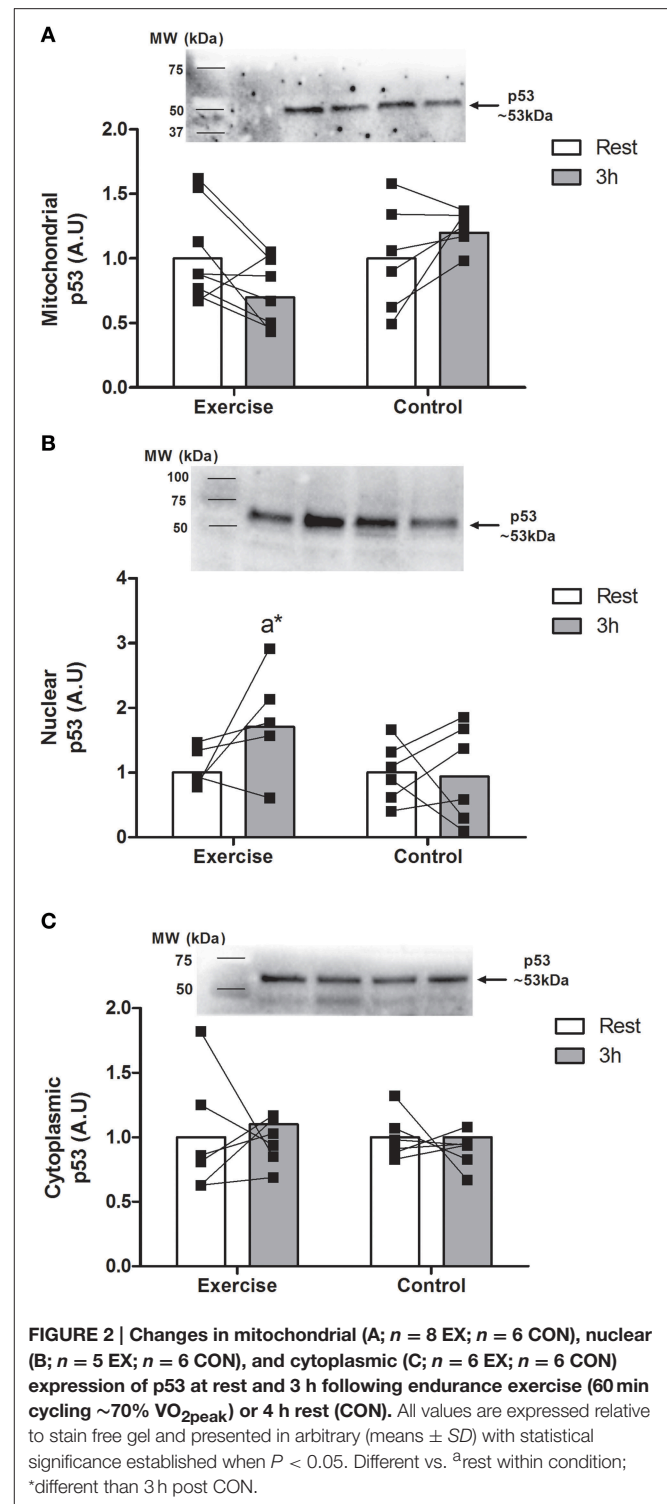 A
MW (kDa)
75
50
37
p53
~53kDa
2.0
1.5
1.0
0.5
0.0
Mitochondrial
p53 (A.U)
Rest
3h
Exercise Control
B
MW (kDa)
100
75
50
p53
~53kDa
4
3
2
1
0
Nuclear
p53 (A.U)
a*
Rest
3h
Exercise Control
C
MW (kDa)
75
50
p53
~53kDa
2.0
1.5
1.0
0.5
0.0
Cytoplasmic
p53 (A.U)
Rest
3h
Exercise Control
FIGURE 2 | Changes in mitochondrial (A; n = 8 EX; n = 6 CON), nuclear
(B; n = 5 EX; n = 6 CON), and cytoplasmic (C; n = 6 EX; n = 6 CON)
expression of p53 at rest and 3 h following endurance exercise (60 min
cycling ~70% VO2peak) or 4 h rest (CON). All values are expressed relative
to stain free gel and presented in arbitrary (means ± SD) with statistical
significance established when P < 0.05. Different vs. ᵃrest within condition;
*different than 3 h post CON.